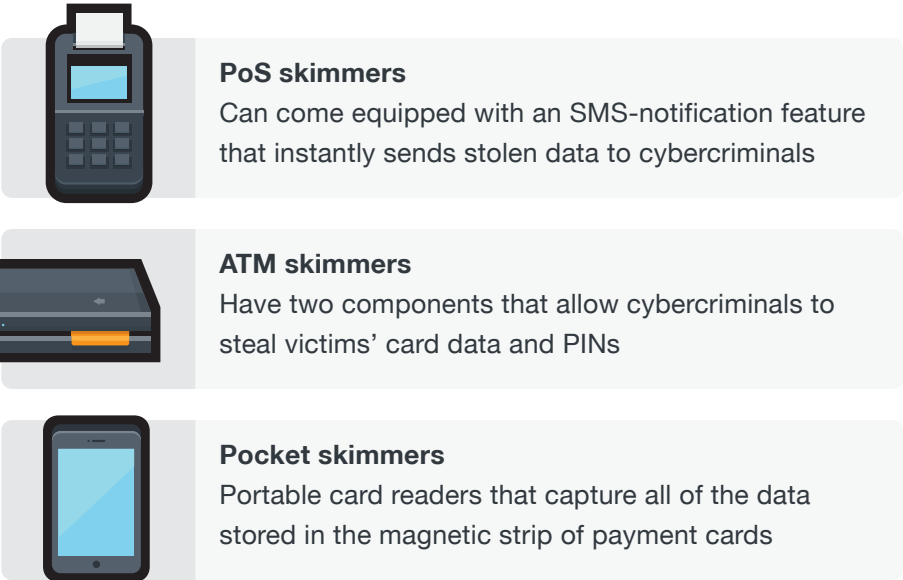 PoS skimmers
Can come equipped with an SMS-notification feature
that instantly sends stolen data to cybercriminals
ATM skimmers
Have two components that allow cybercriminals to
steal victims’ card data and PINs
Pocket skimmers
Portable card readers that capture all of the data
stored in the magnetic strip of payment cards